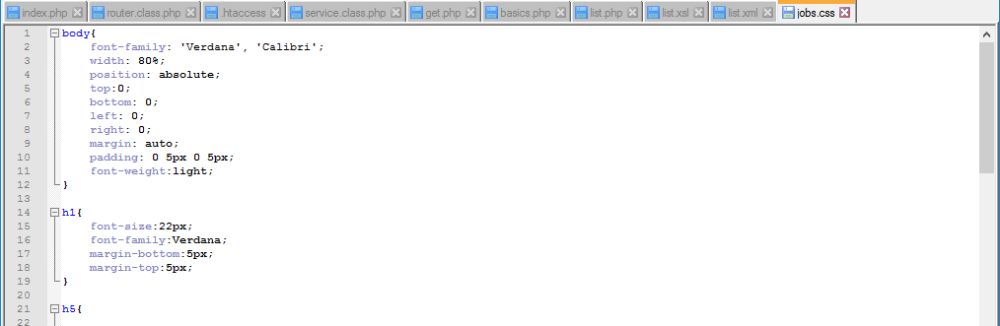 index.php router.class.php .htaccess service.class.php get.php basics.php list.php list.xsl list.xml jobs.css
1 body{
2 font-family: 'Verdana', 'Calibri';
3 width: 80%;
4 position: absolute;
5 top:0;
6 bottom: 0;
7 left: 0;
8 right: 0;
9 margin: auto;
10 padding: 0 5px 0 5px;
11 font-weight:light;
12 }
13
14 h1{
15 font-size:22px;
16 font-family:Verdana;
17 margin-bottom:5px;
18 margin-top:5px;
19 }
20
21 h5{
22